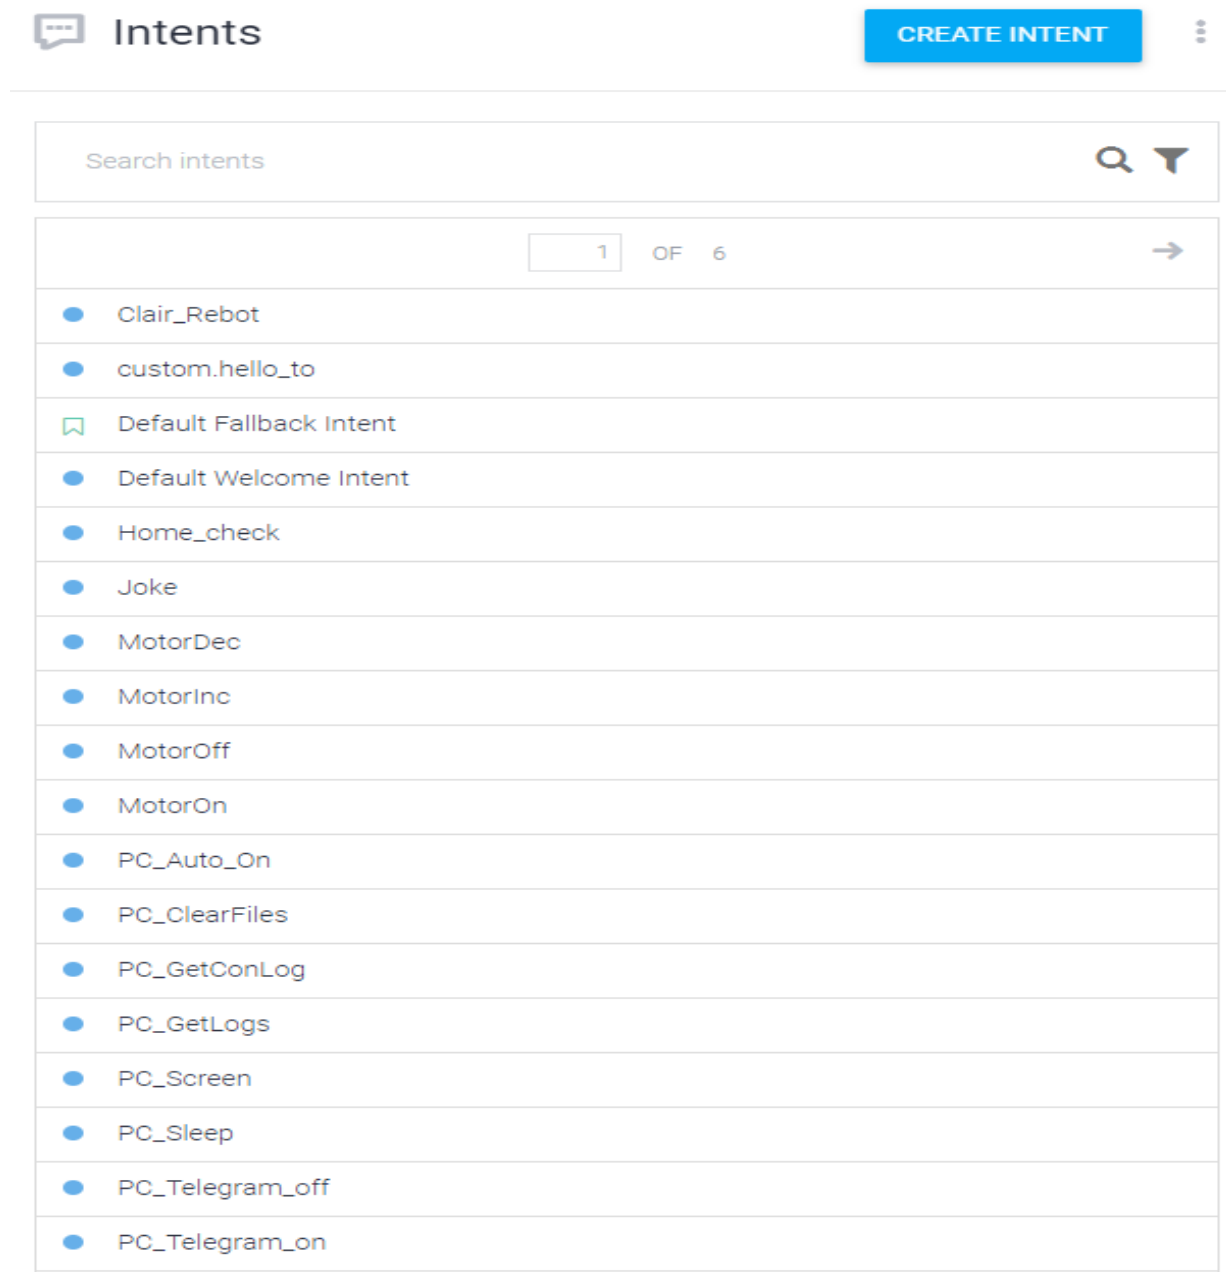 Intents
CREATE INTENT
Search intents
1 OF 6
Clair_Rebot
custom.hello_to
Default Fallback Intent
Default Welcome Intent
Home_check
Joke
MotorDec
MotorInc
MotorOff
MotorOn
PC_Auto_On
PC_ClearFiles
PC_GetConLog
PC_GetLogs
PC_Screen
PC_Sleep
PC_Telegram_off
PC_Telegram_on